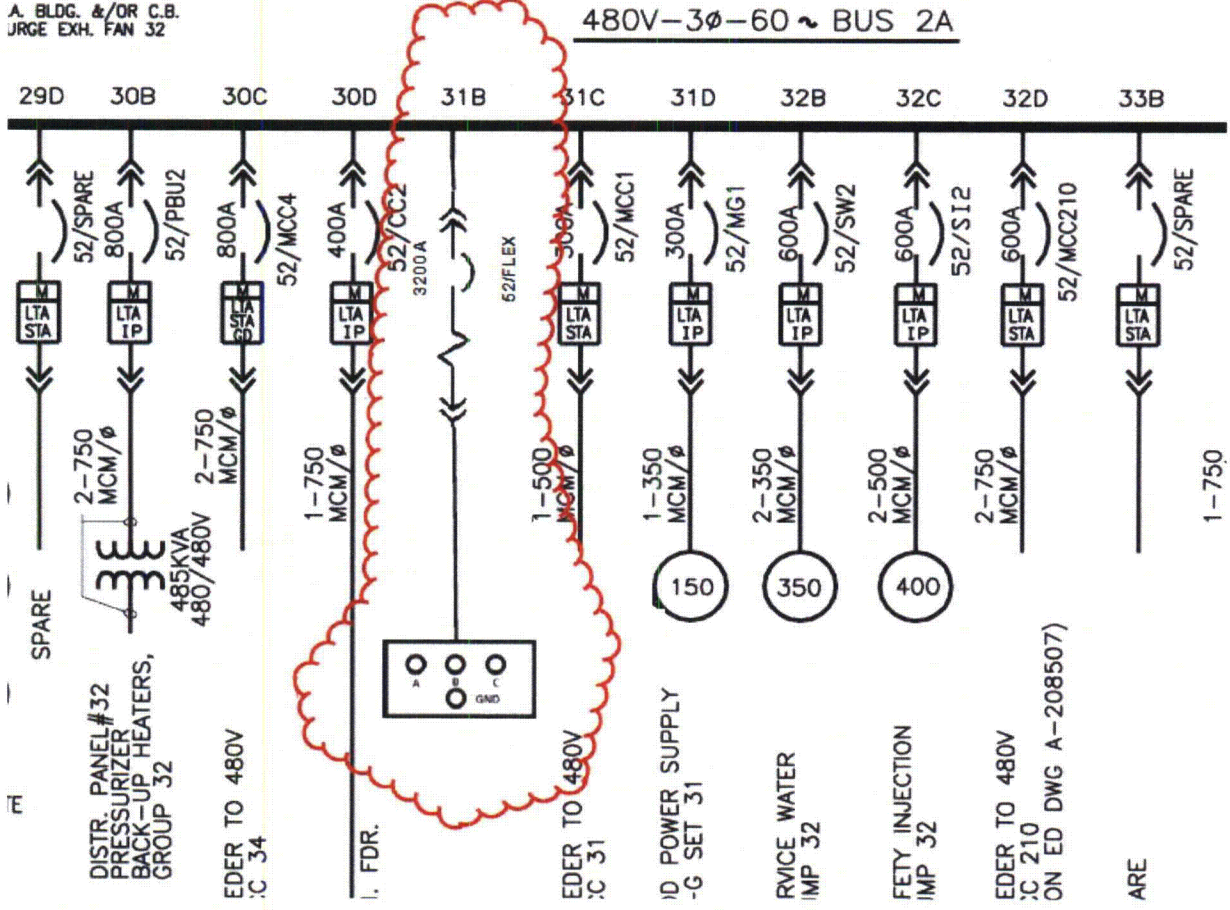 A. BLDG. &/OR C.B.
URGE EXH. FAN 32
480V-3ø-60 ~ BUS 2A
29D 30B 30C 30D 31B 31C 31D 32B 32C 32D 33B
52/SPARE
800A
52/PBU2
800A
52/MCC4
400A
3200A
52/FLEX
52/MCC1
300A
52/MG1
600A
52/SW2
600A
52/SI2
600A
52/MCC210
52/SPARE
M
LTA
STA
M
LTA
IP
M
LTA
STA
GD
M
LTA
IP
M
LTA
STA
M
LTA
IP
M
LTA
IP
M
LTA
IP
M
LTA
STA
M
LTA
STA
2-750
MCM/ø
2-750
MCM/ø
1-750
MCM/ø
1-500
MCM/ø
1-350
MCM/ø
2-350
MCM/ø
2-500
MCM/ø
2-750
MCM/ø
1-750
485KVA
480/480V
150
350
400
A B C
GND
SPARE
DISTR. PANEL#32
PRESSURIZER
BACK-UP HEATERS,
GROUP 32
EDER TO 480V
CC 34
FDR.
EDER TO 480V
CC 31
OD POWER SUPPLY
-G SET 31
RVICE WATER
UMP 32
FETY INJECTION
UMP 32
EDER TO 480V
CC 210
ON ED DWG A-208507)
ARE